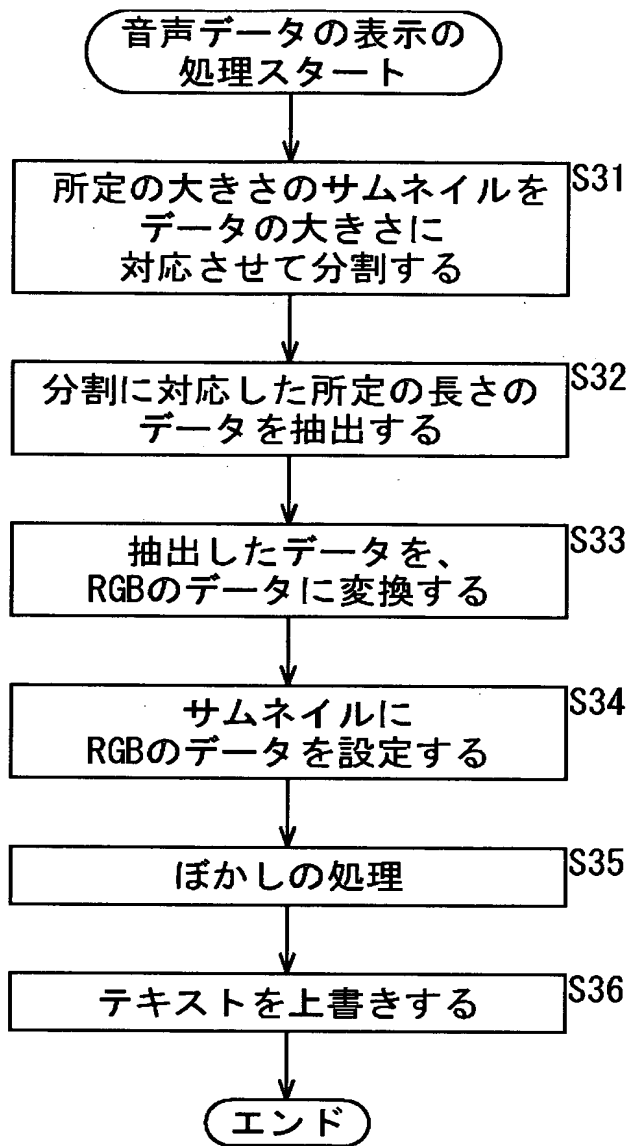 音声データの表示の
処理スタート
S31
所定の大きさのサムネイルを
データの大きさに
対応させて分割する
S32
分割に対応した所定の長さの
データを抽出する
S33
抽出したデータを、
RGBのデータに変換する
S34
サムネイルに
RGBのデータを設定する
S35
ぼかしの処理
S36
テキストを上書きする
エンド